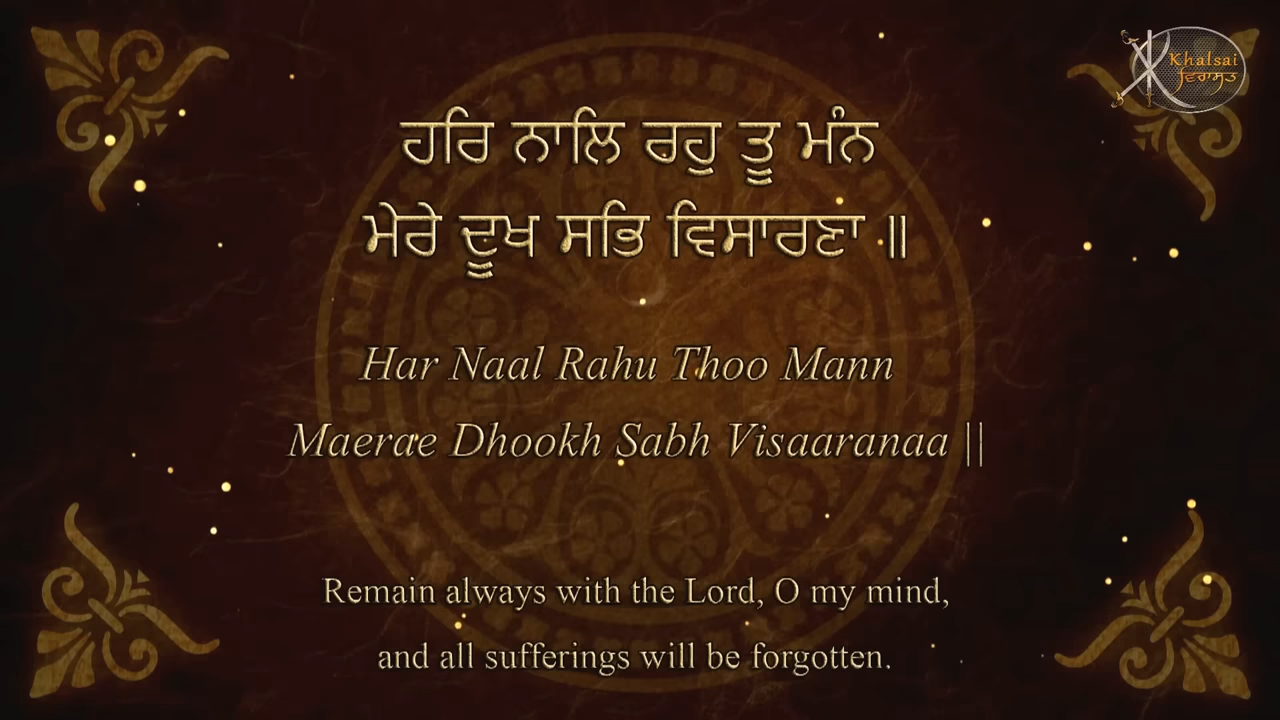 Khalsai
ਵਿਰਾਸਤ
ਹਰਿ ਨਾਲਿ ਰਹੁ ਤੂ ਮੰਨ
ਮੇਰੇ ਦੂਖ ਸਭਿ ਵਿਸਾਰਣਾ ॥
Har Naal Rahu Thoo Mann
Maerae Dhookh Sabh Visaaranaa ||
Remain always with the Lord, O my mind,
and all sufferings will be forgotten.